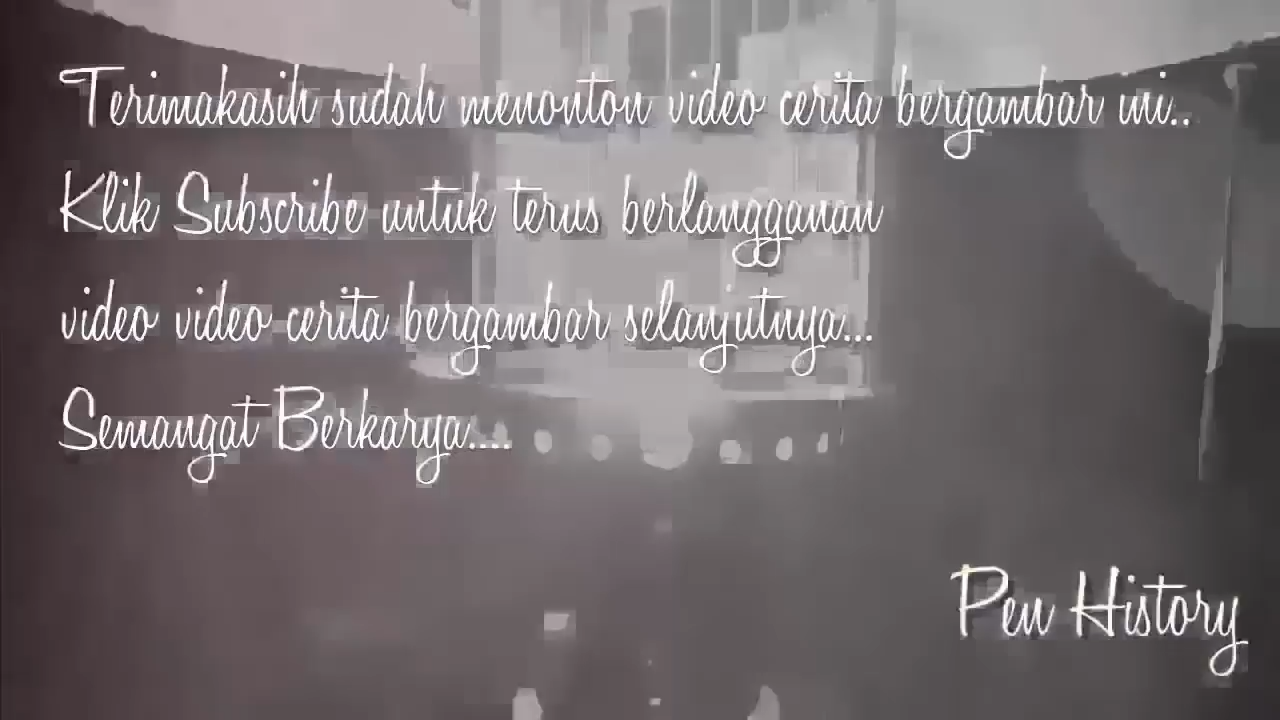 Terimakasih sudah menonton video cerita bergambar ini..
Klik Subscribe untuk terus berlangganan
video video cerita bergambar selanjutnya...
Semangat Berkarya....
Pen History